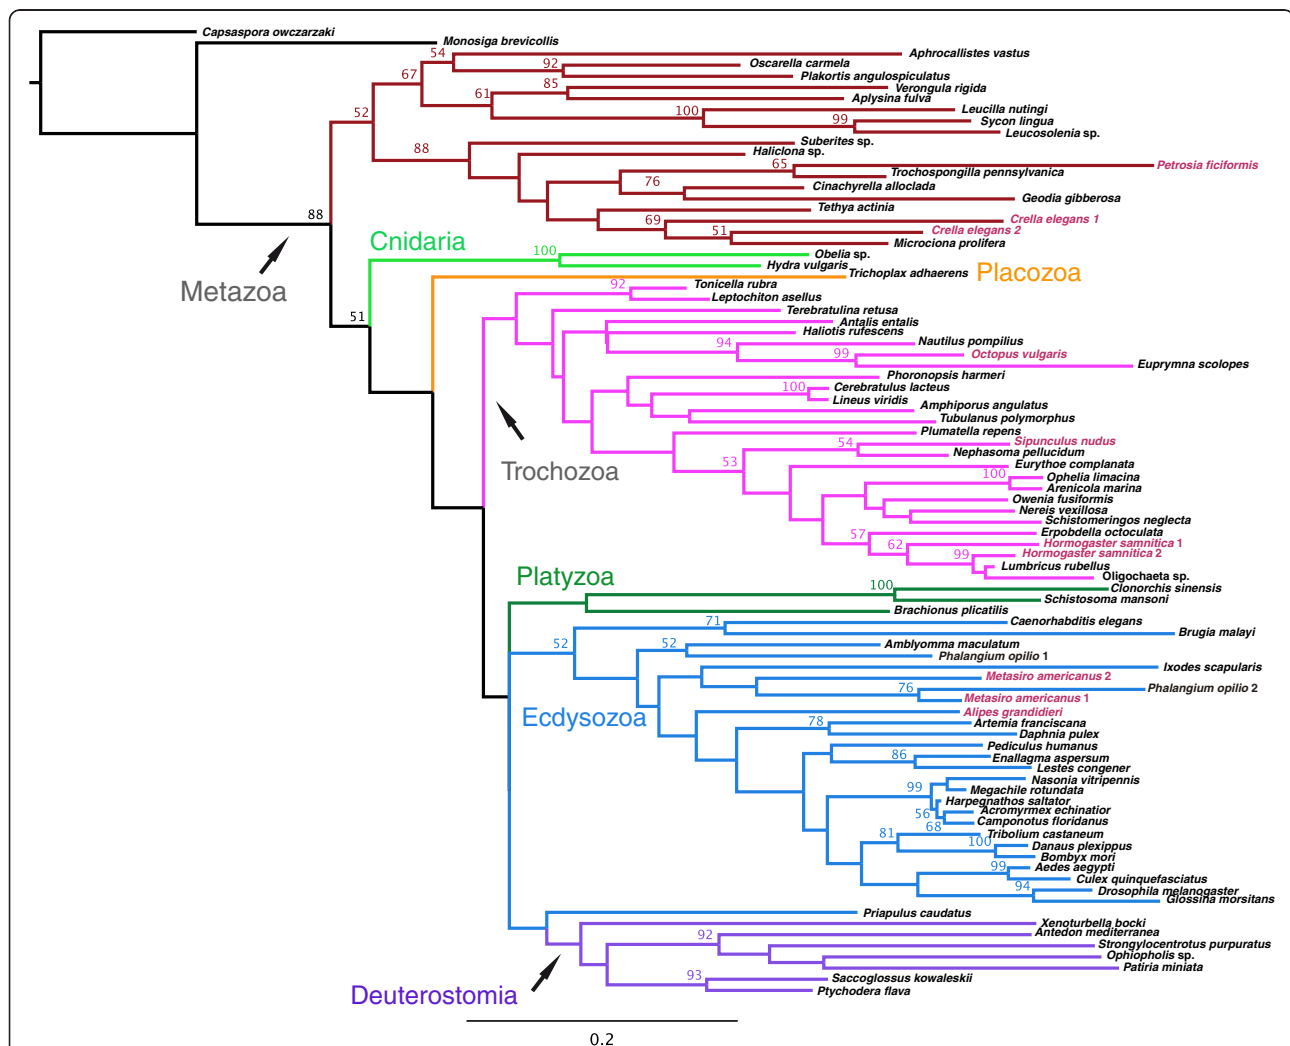 Capsaspora owczarzaki
Monosiga brevicollis
54
Aphrocallistes vastus
92
Oscarella carmela
67
Plakortis angulospiculatus
85
Verongula rigida
61
Aplysina fulva
52
100
Leucilla nutingi
99
Sycon lingua
Leucosolenia sp.
88
Suberites sp.
Haliclona sp.
65
Petrosia ficiformis
Trochospongilla pennsylvanica
76
Cinachyrella alloclada
Geodia gibberosa
Tethya actinia
88
69
Crella elegans 1
51
Crella elegans 2
Microciona prolifera
Cnidaria
100
Obelia sp.
Hydra vulgaris
Trichoplax adhaerens
Placozoa
Metazoa
92
Tonicella rubra
Leptochiton asellus
51
Terebratulina retusa
Antalis entalis
Haliotis rufescens
94
Nautilus pompilius
99
Octopus vulgaris
Euprymna scolopes
Phoronopsis harmeri
100
Cerebratulus lacteus
Lineus viridis
Amphiporus angulatus
Tubulanus polymorphus
Plumatella repens
54
Sipunculus nudus
Nephasoma pellucidum
Trochozoa
53
Eurythoe complanata
100
Ophelia limacina
Arenicola marina
Owenia fusiformis
Nereis vexillosa
Schistomeringos neglecta
57
Erpobdella octoculata
62
Hormogaster samnitica 1
99
Hormogaster samnitica 2
Lumbricus rubellus
Oligochaeta sp.
Platyzoa
100
Clonorchis sinensis
Schistosoma mansoni
Brachionus plicatilis
71
Caenorhabditis elegans
Brugia malayi
52
52
Amblyomma maculatum
Phalangium opilio 1
Ixodes scapularis
Metasiro americanus 2
76
Phalangium opilio 2
Metasiro americanus 1
Ecdysozoa
Alipes grandidieri
78
Artemia franciscana
Daphnia pulex
Pediculus humanus
86
Enallagma aspersum
Lestes congener
99
Nasonia vitripennis
Megachile rotundata
Harpegnathos saltator
56
Acromyrmex echinatior
68
Camponotus floridanus
81
Tribolium castaneum
100
Danaus plexippus
Bombyx mori
99
Aedes aegypti
Culex quinquefasciatus
94
Drosophila melanogaster
Glossina morsitans
Priapulus caudatus
Xenoturbella bocki
92
Antedon mediterranea
Strongylocentrotus purpuratus
Ophiopholis sp.
Patiria miniata
93
Saccoglossus kowaleskii
Ptychodera flava
Deuterostomia
0.2